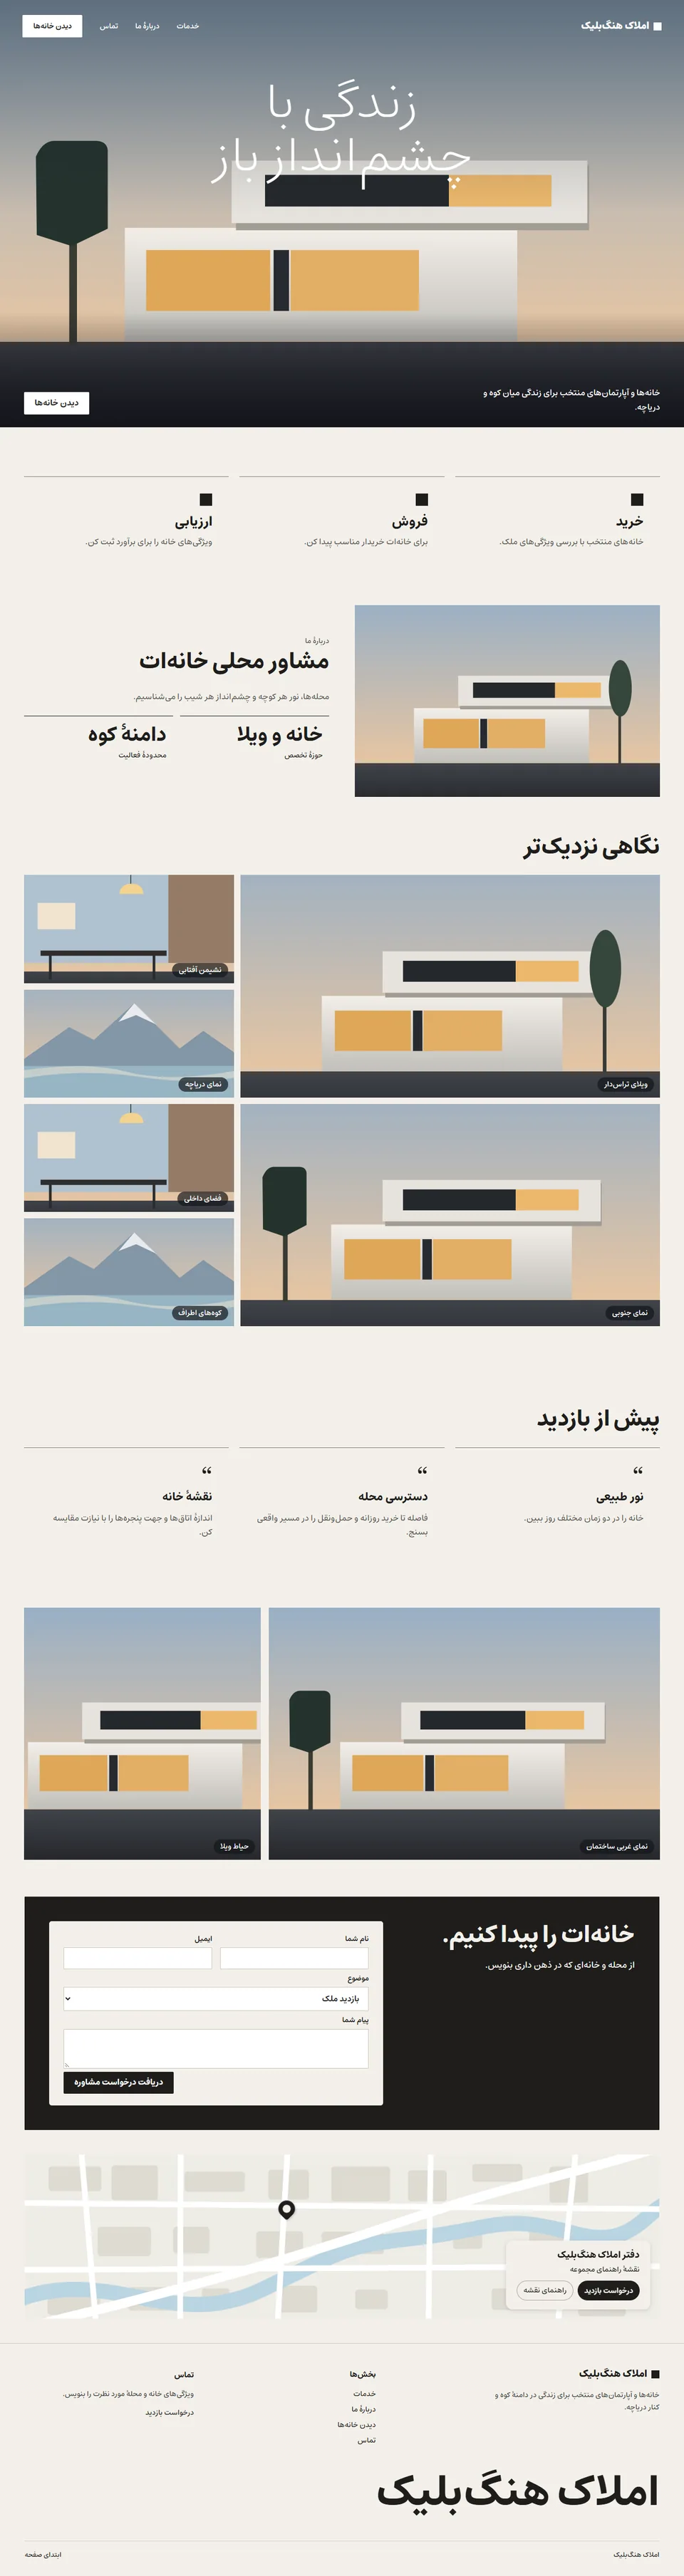 املاک هنگ‌بلیک
خدمات
دربارهٔ ما
تماس
دیدن خانه‌ها
زندگی با
چشم‌انداز باز
خانه‌ها و آپارتمان‌های منتخب برای زندگی میان کوه و
دریاچه.
دیدن خانه‌ها
خرید
خانه‌های منتخب با بررسی ویژگی‌های ملک.
فروش
برای خانه‌ات خریدار مناسب پیدا کن.
ارزیابی
ویژگی‌های خانه را برای برآورد ثبت کن.
دربارهٔ ما
مشاور محلی خانه‌ات
محله‌ها، نور هر کوچه و چشم‌انداز هر شیب را می‌شناسیم.
خانه و ویلا
حوزهٔ تخصص
دامنهٔ کوه
محدودهٔ فعالیت
نگاهی نزدیک‌تر
ویلای تراس‌دار
نشیمن آفتابی
نمای دریاچه
نمای جنوبی
فضای داخلی
کوه‌های اطراف
پیش از بازدید
“
نور طبیعی
خانه را در دو زمان مختلف روز ببین.
“
دسترسی محله
فاصله تا خرید روزانه و حمل‌ونقل را در مسیر واقعی
بسنج.
“
نقشهٔ خانه
اندازهٔ اتاق‌ها و جهت پنجره‌ها را با نیازت مقایسه
کن.
نمای غربی ساختمان
حیاط ویلا
خانه‌ات را پیدا کنیم.
از محله و خانه‌ای که در ذهن داری بنویس.
نام شما
ایمیل
موضوع
بازدید ملک
پیام شما
دریافت درخواست مشاوره
دفتر املاک هنگ‌بلیک
نقشهٔ راهنمای مجموعه
درخواست بازدید
راهنمای نقشه
املاک هنگ‌بلیک
خانه‌ها و آپارتمان‌های منتخب برای زندگی در دامنهٔ کوه و
کنار دریاچه.
بخش‌ها
خدمات
دربارهٔ ما
دیدن خانه‌ها
تماس
تماس
ویژگی‌های خانه و محلهٔ مورد نظرت را بنویس.
درخواست بازدید
املاک هنگ‌بلیک
املاک هنگ‌بلیک
ابتدای صفحه